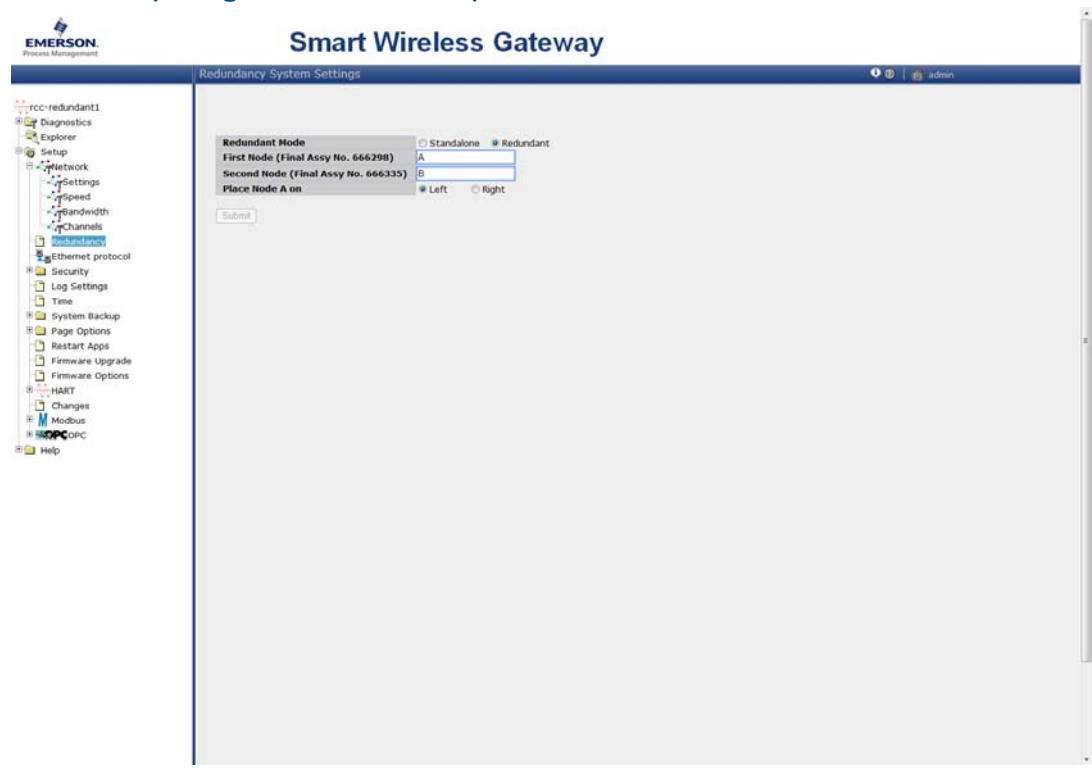 EMERSON.
Process Management
Smart Wireless Gateway
Redundancy System Settings
admin
rcc-redundant1
Diagnostics
Explorer
Setup
Network
Settings
Speed
Bandwidth
Channels
Redundancy
Ethernet protocol
Security
Log Settings
Time
System Backup
Page Options
Restart Apps
Firmware Upgrade
Firmware Options
HART
Changes
Modbus
OPC OPC
Help
Redundant Mode Standalone Redundant
First Node (Final Assy No. 666298) A
Second Node (Final Assy No. 666335) B
Place Node A on Left Right
Submit